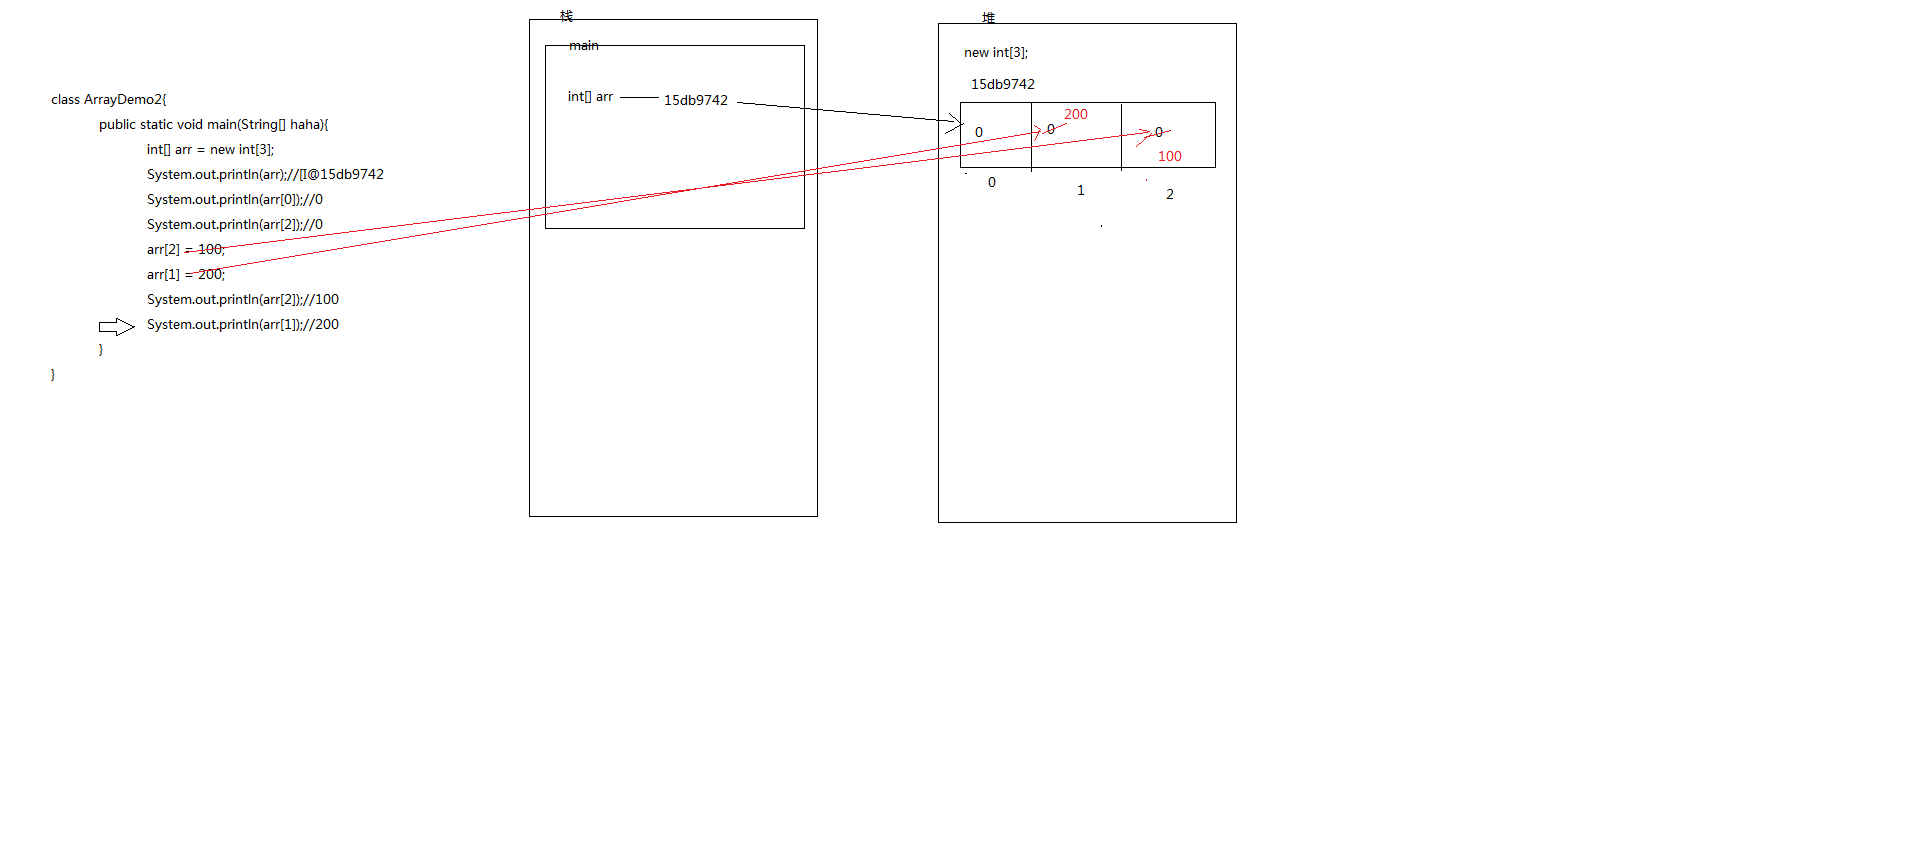 class ArrayDemo2{
public static void main(String[] haha){
int[] arr = new int[3];
System.out.println(arr);//[I@15db9742
System.out.println(arr[0]);//0
System.out.println(arr[2]);//0
arr[2] = 100;
arr[1] = 200;
System.out.println(arr[2]);//100
System.out.println(arr[1]);//200
}
}
栈
main
int[] arr
15db9742
堆
new int[3];
15db9742
200
0 0 0
100
0 1 2